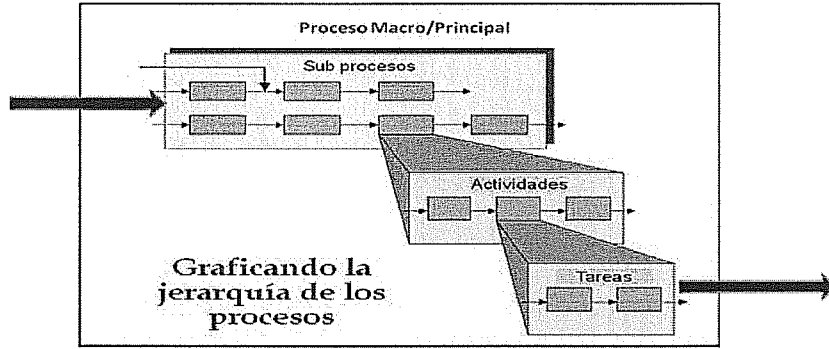 Proceso Macro/Principal
Sub procesos
Actividades
Tareas
Graficando la
jerarquía de los
procesos